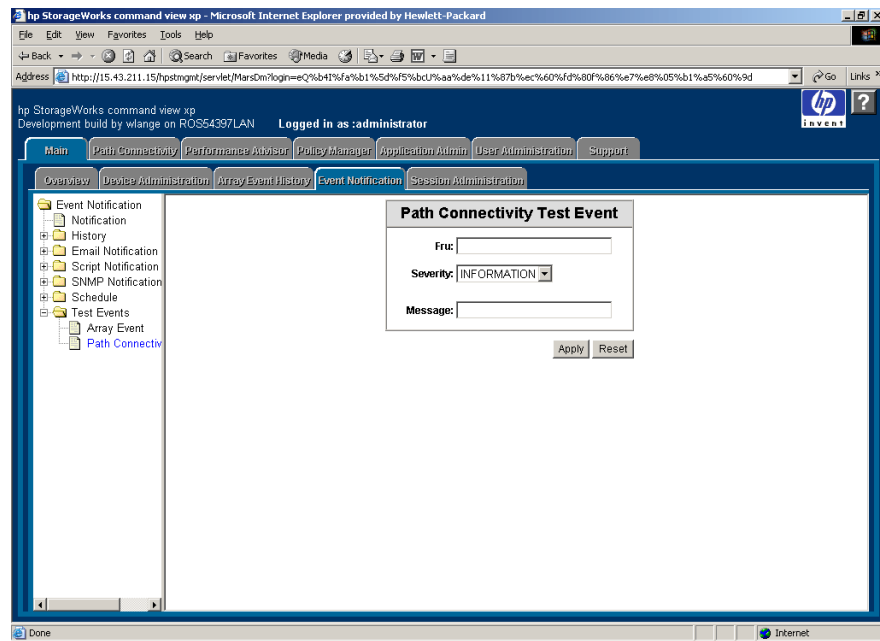 hp StorageWorks command view xp - Microsoft Internet Explorer provided by Hewlett-Packard
File Edit View Favorites Tools Help
Back Search Favorites Media
Address http://15.43.211.15/hpstmgmt/servlet/MarsDm?login=eQ%b4I%fa%b1%5d%f5%bcU%aa%de%11%87b%ec%60%fd%80f%86%e7%e8%05%b1%a5%60%9d Go Links »
hp StorageWorks command view xp
Development build by wlange on ROS54397LAN Logged in as :administrator
hp
invent
?
Main Path Connectivity Performance Advisor Policy Manager Application Admin User Administration Support
Overview Device Administration Array Event History Event Notification Session Administration
Event Notification
Notification
History
Email Notification
Script Notification
SNMP Notification
Schedule
Test Events
Array Event
Path Connectiv
Path Connectivity Test Event
Fru:
Severity: INFORMATION
Message:
Apply Reset
Done Internet